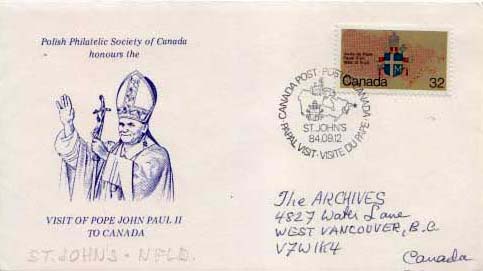 Polish Philatelic Society of Canada
honours the
VISIT OF POPE JOHN PAUL II
TO CANADA
ST. JOHN'S - NFLD.
Canada 32
CANADA POST · POSTE CANADA
ST. JOHN'S
84.09.12
PAPAL VISIT · VISITE DU PAPE
The ARCHIVES
4827 Water Lane
WEST VANCOUVER, B.C
V7W1K4
Canada